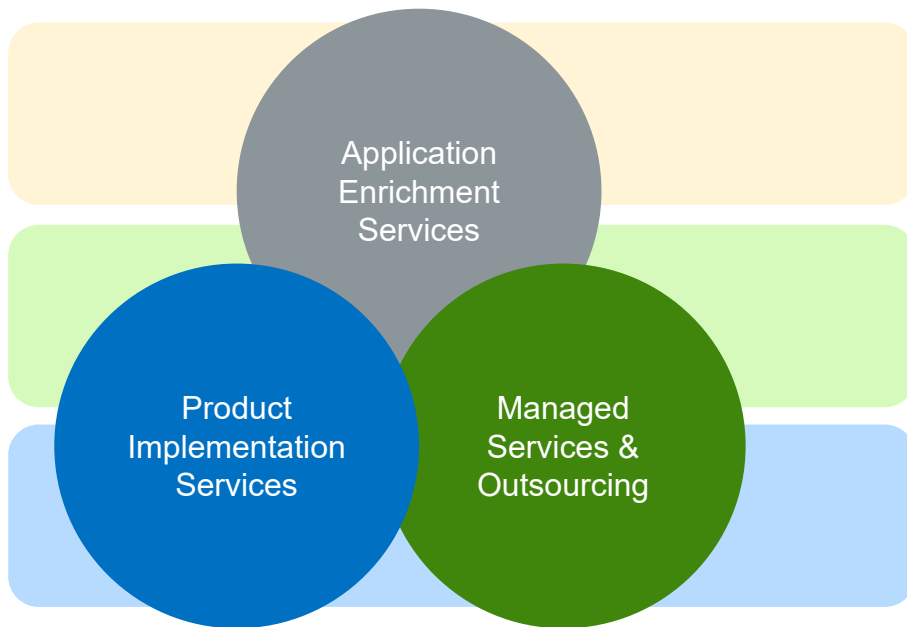 Application
Enrichment
Services
Product
Implementation
Services
Managed
Services &
Outsourcing